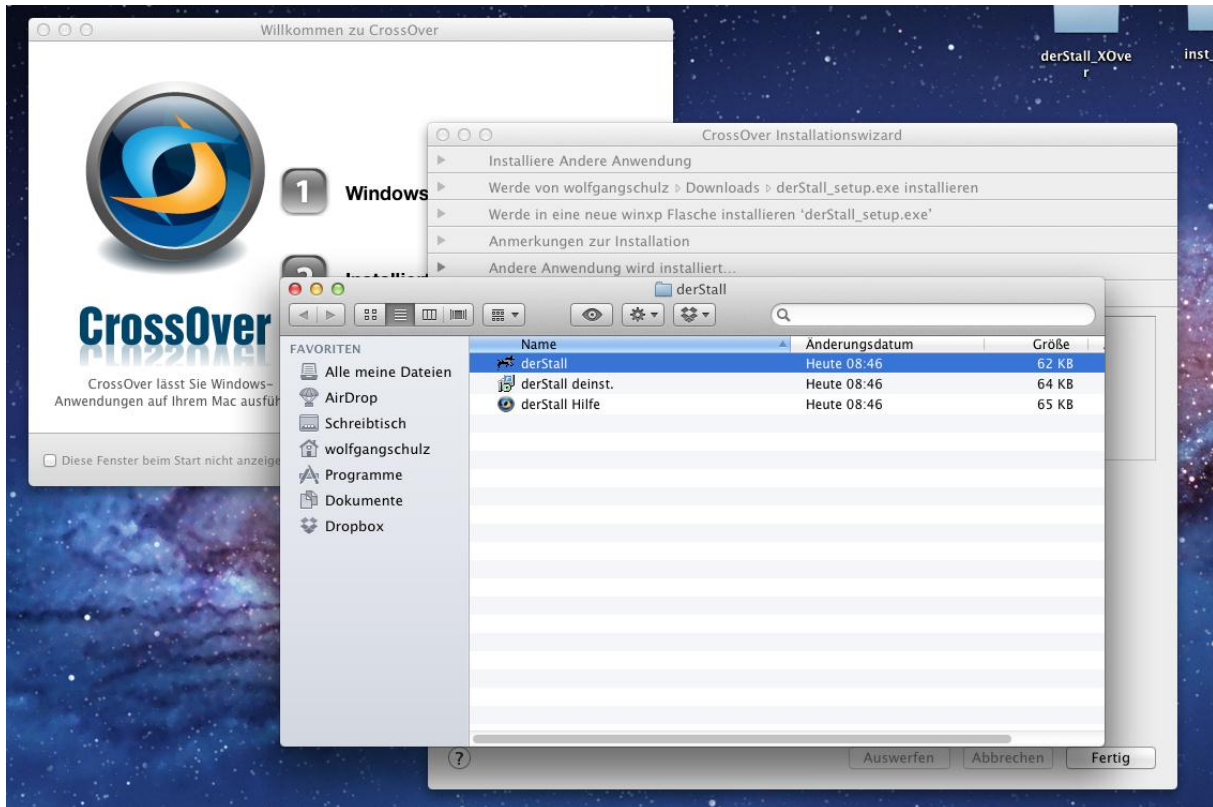 Willkommen zu CrossOver
derStall_XOve
r
inst_
1 Windows
CrossOver
CrossOver lässt Sie Windows-
Anwendungen auf Ihrem Mac ausfüh
Diese Fenster beim Start nicht anzeige
CrossOver Installationswizard
Installiere Andere Anwendung
Werde von wolfgangschulz ▹ Downloads ▹ derStall_setup.exe installieren
Werde in eine neue winxp Flasche installieren ‘derStall_setup.exe’
Anmerkungen zur Installation
Andere Anwendung wird installiert...
derStall
FAVORITEN
Alle meine Dateien
AirDrop
Schreibtisch
wolfgangschulz
Programme
Dokumente
Dropbox
Name Änderungsdatum Größe
derStall Heute 08:46 62 KB
derStall deinst. Heute 08:46 64 KB
derStall Hilfe Heute 08:46 65 KB
? Auswerfen Abbrechen Fertig